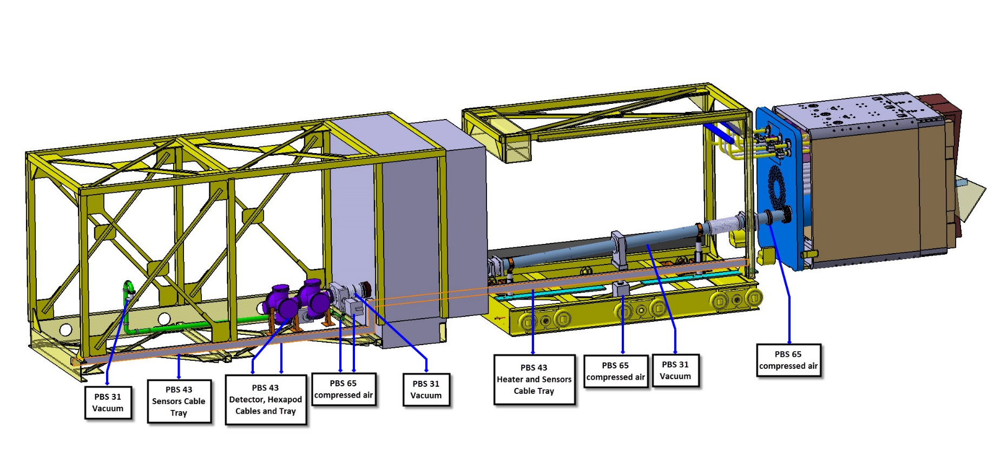 PBS 31
Vacuum
PBS 43
Sensors Cable
Tray
PBS 43
Detector, Hexapod
Cables and Tray
PBS 65
compressed air
PBS 31
Vacuum
PBS 43
Heater and Sensors
Cable Tray
PBS 65
compressed air
PBS 31
Vacuum
PBS 65
compressed air